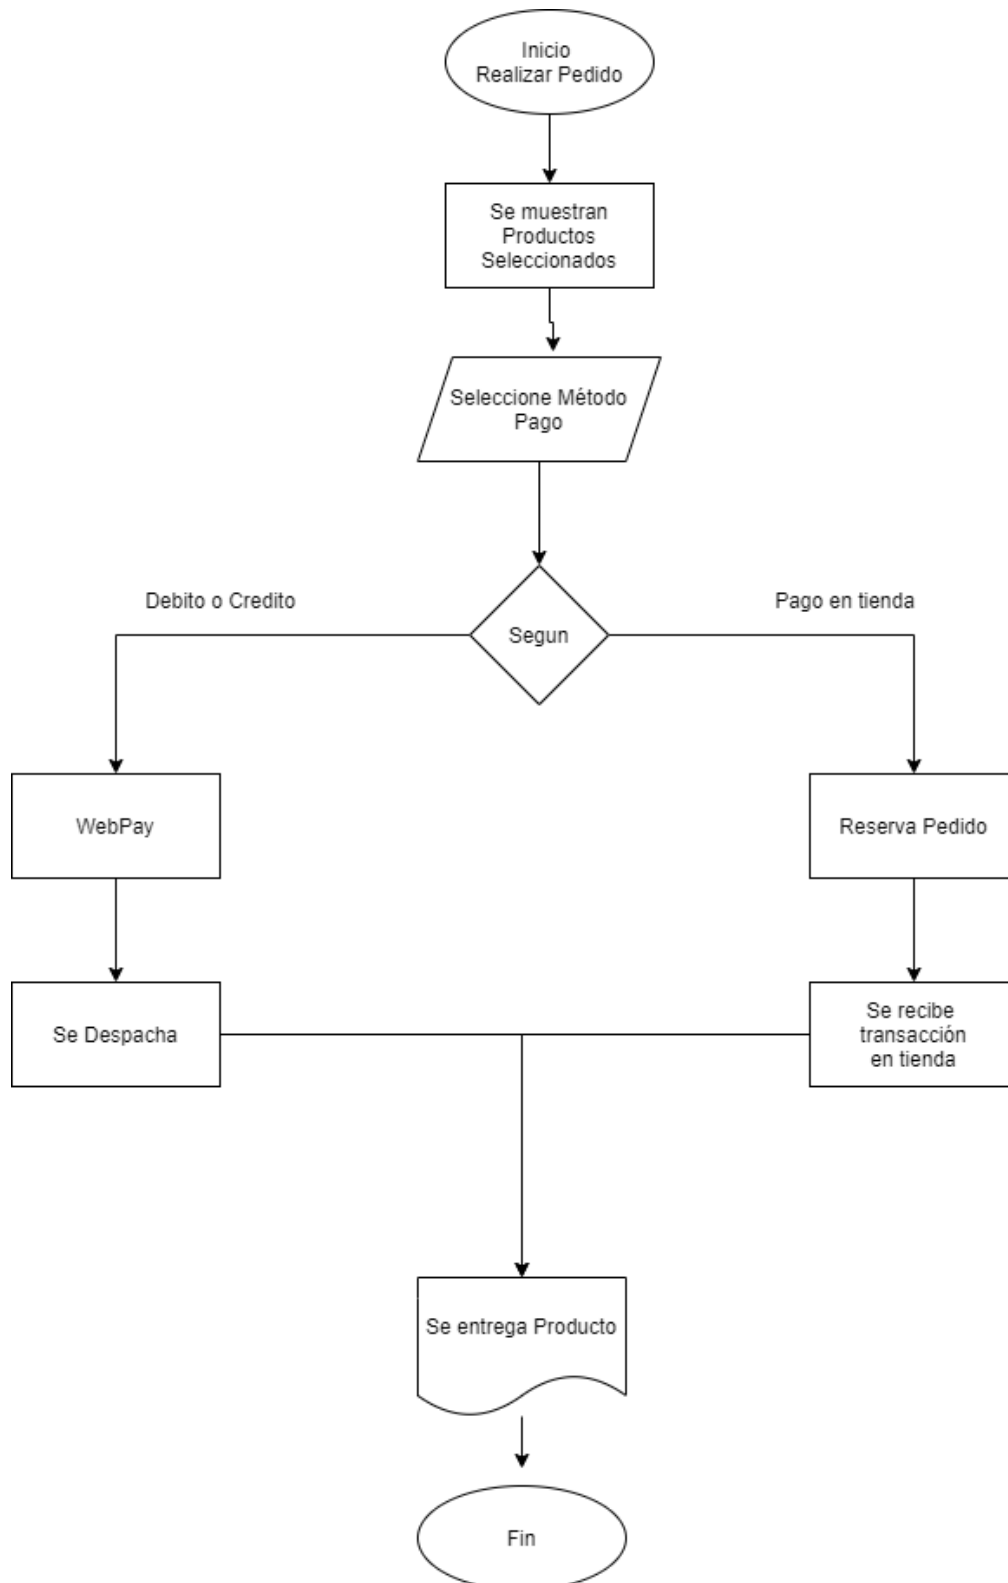 Inicio
Realizar Pedido
Se muestran
Productos
Seleccionados
Seleccione Método
Pago
Debito o Credito
Pago en tienda
Segun
WebPay
Reserva Pedido
Se Despacha
Se recibe
transacción
en tienda
Se entrega Producto
Fin